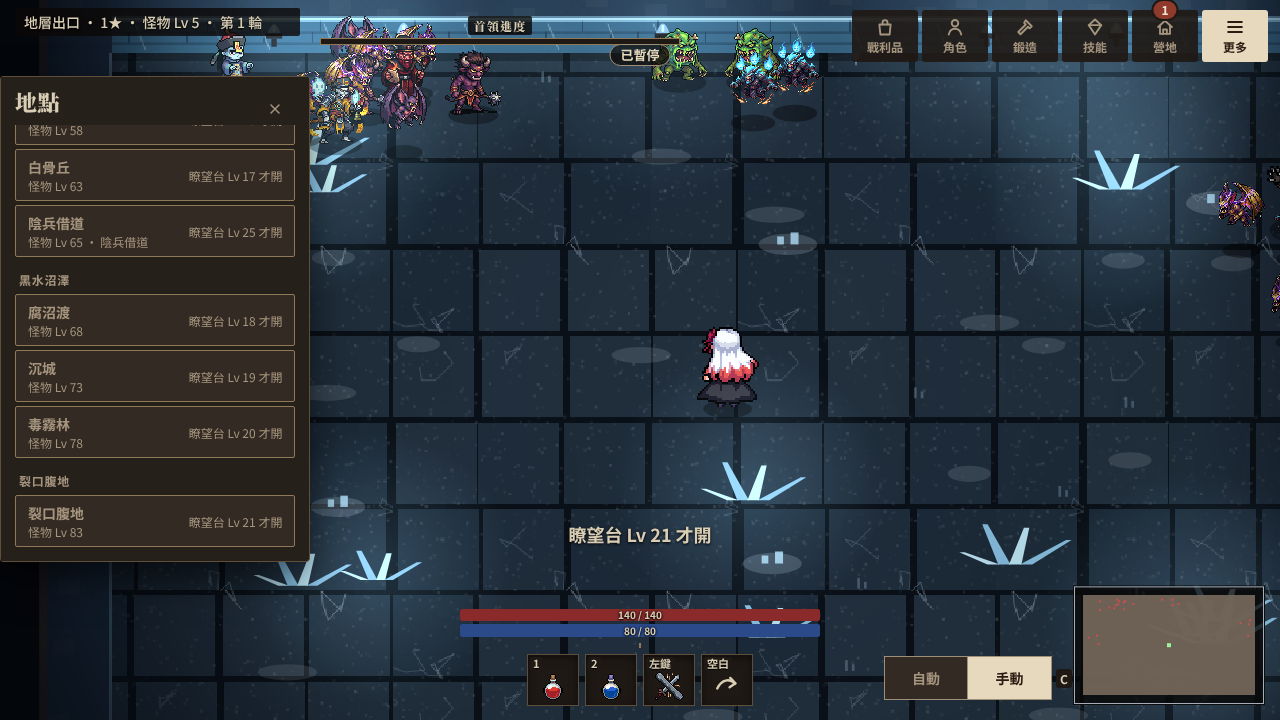 地層出口 · 1★ · 怪物 Lv 5 · 第 1 輪
首領進度
已暫停
戰利品
角色
鍛造
技能
1
營地
更多
地點
怪物 Lv 58
白骨丘
怪物 Lv 63
瞭望台 Lv 17 才開
陰兵借道
怪物 Lv 65 · 陰兵借道
瞭望台 Lv 25 才開
黑水沼澤
腐沼渡
怪物 Lv 68
瞭望台 Lv 18 才開
沉城
怪物 Lv 73
瞭望台 Lv 19 才開
毒霧林
怪物 Lv 78
瞭望台 Lv 20 才開
裂口腹地
裂口腹地
怪物 Lv 83
瞭望台 Lv 21 才開
瞭望台 Lv 21 才開
140 / 140
80 / 80
1
2
左鍵
空白
自動
手動
C